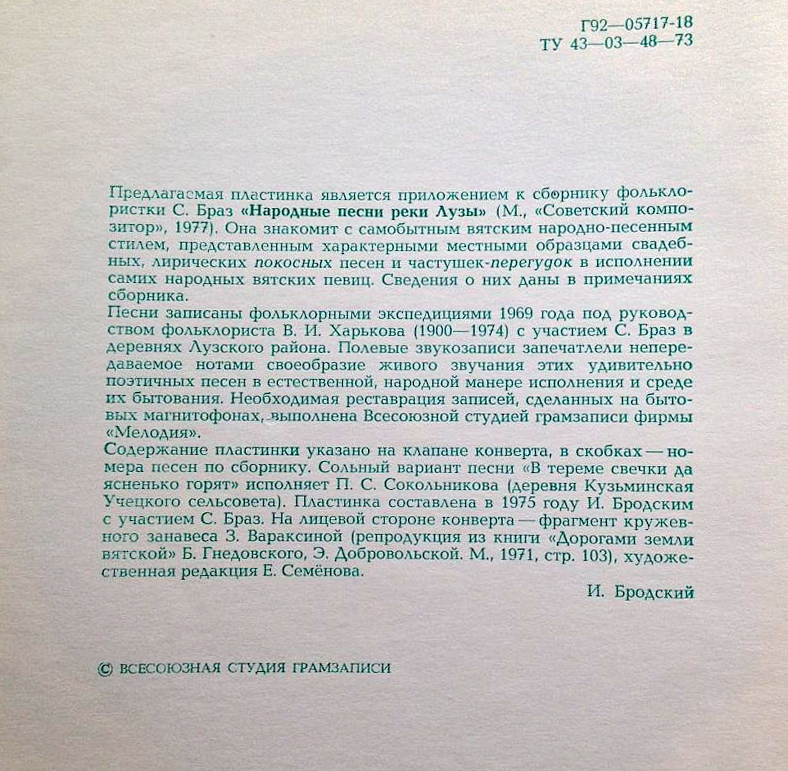 Г92—05717-18
ТУ 43—03—48—73
Предлагаемая пластинка является приложением к сборнику фолькло-
ристки С. Браз «Народные песни реки Лузы» (М., «Советский компо-
зитор», 1977). Она знакомит с самобытным вятским народно-песенным
стилем, представленным характерными местными образцами свадеб-
ных, лирических покосных песен и частушек-перегудок в исполнении
самих народных вятских певиц. Сведения о них даны в примечаниях
сборника.
Песни записаны фольклорными экспедициями 1969 года под руковод-
ством фольклориста В. И. Харькова (1900—1974) с участием С. Браз в
деревнях Лузского района. Полевые звукозаписи запечатлели непере-
даваемое нотами своеобразие живого звучания этих удивительно
поэтичных песен в естественной, народной манере исполнения и среде
их бытования. Необходимая реставрация записей, сделанных на быто-
вых магнитофонах, выполнена Всесоюзной студией грамзаписи фирмы
«Мелодия».
Содержание пластинки указано на клапане конверта, в скобках — но-
мера песен по сборнику. Сольный вариант песни «В тереме свечки да
ясненько горят» исполняет П. С. Сокольникова (деревня Кузьминская
Учецкого сельсовета). Пластинка составлена в 1975 году И. Бродским
с участием С. Браз. На лицевой стороне конверта — фрагмент кружев-
ного занавеса З. Вараксиной (репродукция из книги «Дорогами земли
вятской» Б. Гнедовского, Э. Добровольской. М., 1971, стр. 103), художе-
ственная редакция Е. Семёнова.
И. Бродский
© ВСЕСОЮЗНАЯ СТУДИЯ ГРАМЗАПИСИ